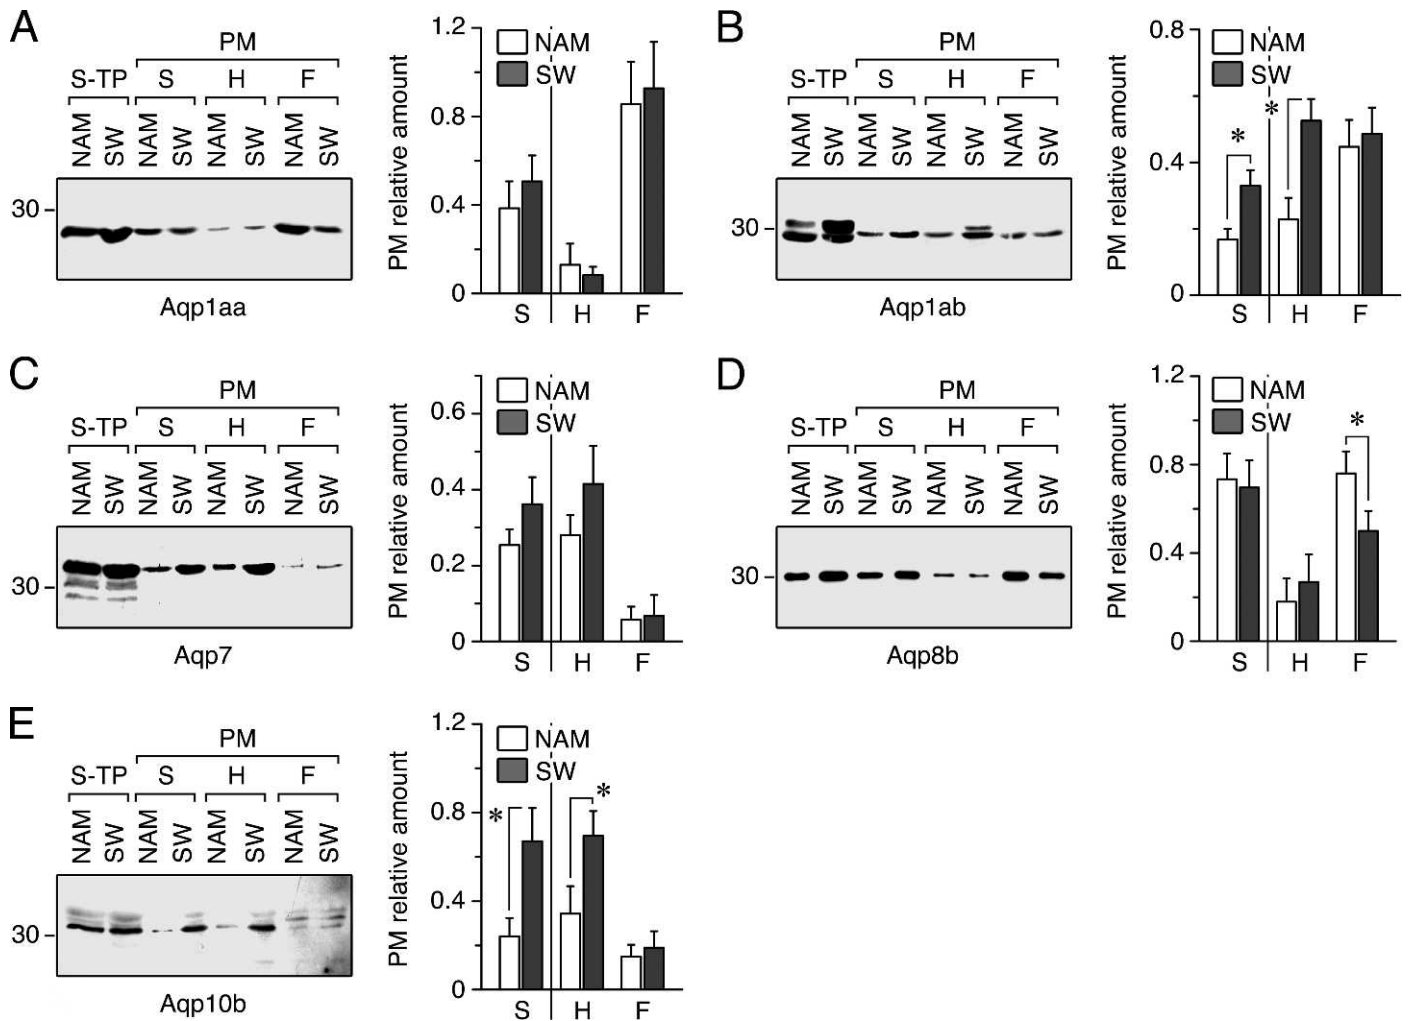 A
PM
S-TP S H F
NAM SW NAM SW NAM SW NAM SW
30
Aqp1aa
PM relative amount
1.2
0.8
0.4
0
NAM
SW
S H F
B
PM
S-TP S H F
NAM SW NAM SW NAM SW NAM SW
30
Aqp1ab
PM relative amount
0.8
0.4
0
NAM
SW
*
*
S H F
C
PM
S-TP S H F
NAM SW NAM SW NAM SW NAM SW
30
Aqp7
PM relative amount
0.6
0.4
0.2
0
NAM
SW
S H F
D
PM
S-TP S H F
NAM SW NAM SW NAM SW NAM SW
30
Aqp8b
PM relative amount
1.2
0.8
0.4
0
NAM
SW
*
S H F
E
PM
S-TP S H F
NAM SW NAM SW NAM SW NAM SW
30
Aqp10b
PM relative amount
1.2
0.8
0.4
0
NAM
SW
*
*
S H F